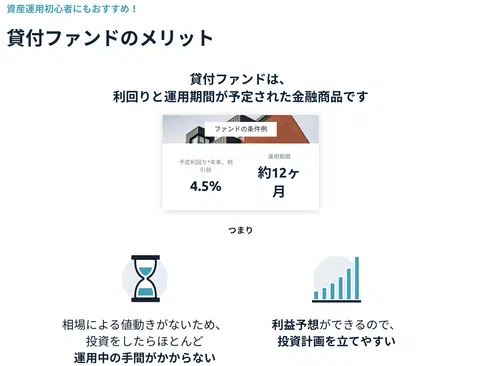 資産運用初心者にもおすすめ！
貸付ファンドのメリット
貸付ファンドは、
利回りと運用期間が予定された金融商品です
ファンドの条件例
予定利回り*年率、税
引前
4.5%
運用期間
約12ヶ
月
つまり
相場による値動きがないため、
投資をしたらほとんど
運用中の手間がかからない
利益予想ができるので、
投資計画を立てやすい